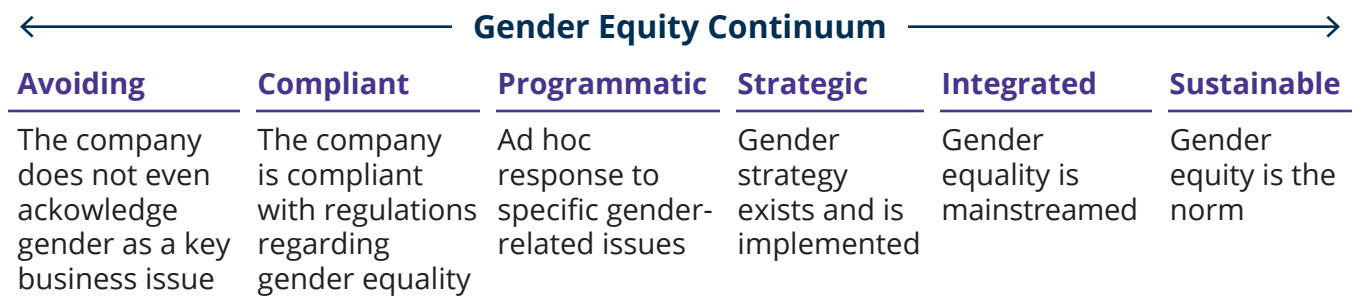 Gender Equity Continuum
Avoiding
The company
does not even
ackowledge
gender as a key
business issue
Compliant
The company
is compliant
with regulations
regarding
gender equality
Programmatic
Ad hoc
response to
specific gender-
related issues
Strategic
Gender
strategy
exists and is
implemented
Integrated
Gender
equality is
mainstreamed
Sustainable
Gender
equity is the
norm